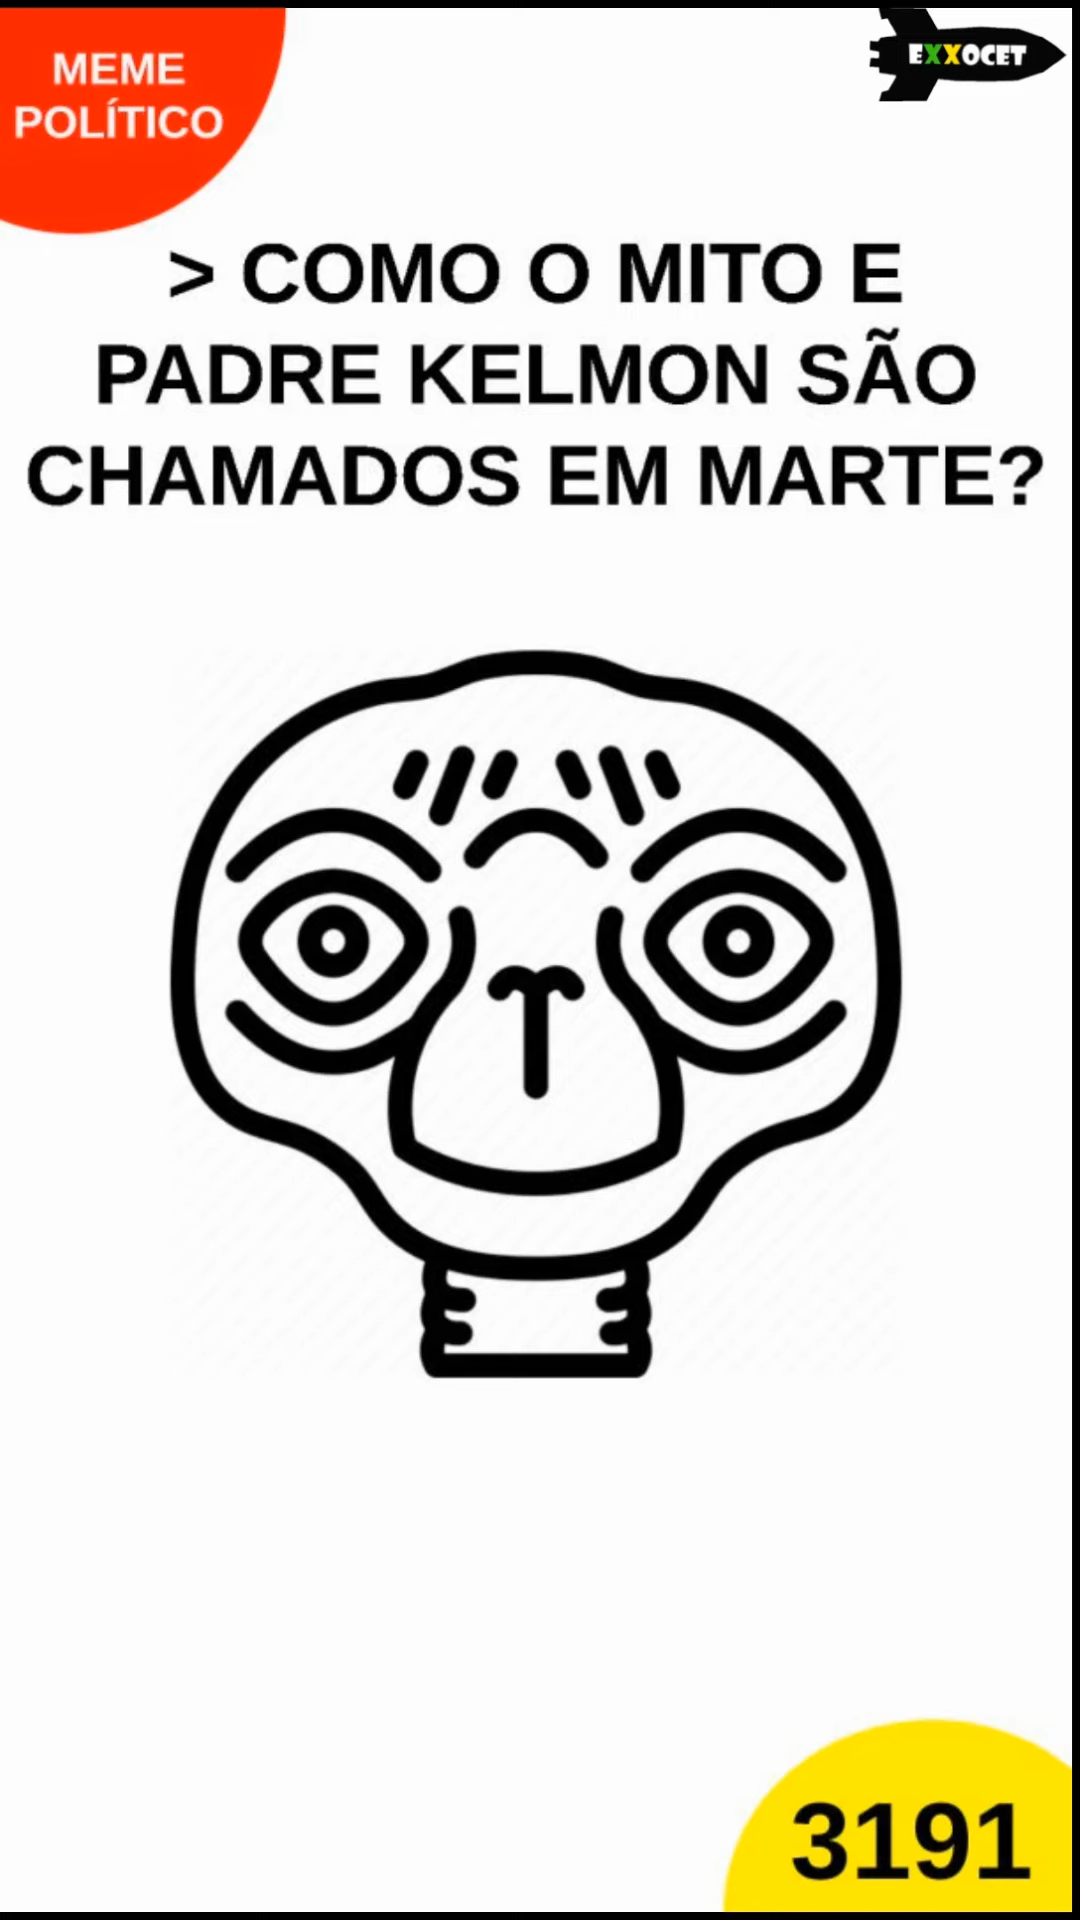 MEME
POLÍTICO
EXXOCET
> COMO O MITO E
PADRE KELMON SÃO
CHAMADOS EM MARTE?
3191